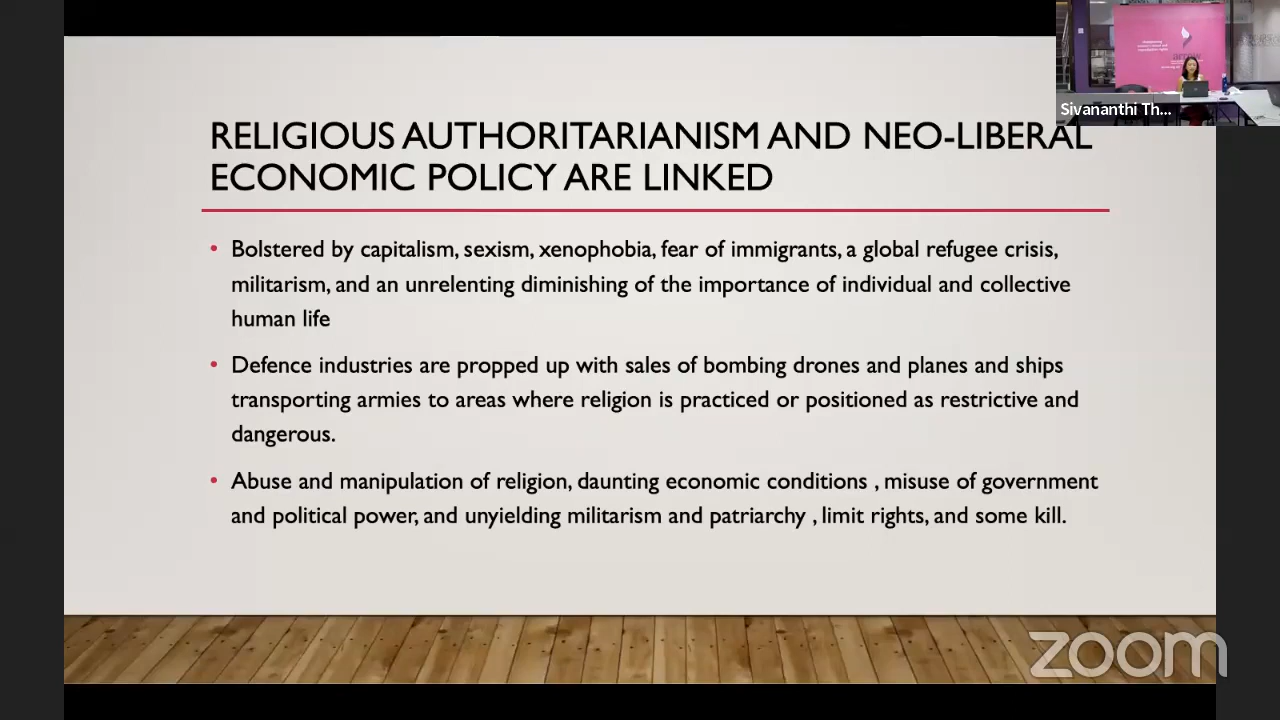 Sivananthi Th...
RELIGIOUS AUTHORITARIANISM AND NEO-LIBERAL
ECONOMIC POLICY ARE LINKED
• Bolstered by capitalism, sexism, xenophobia, fear of immigrants, a global refugee crisis,
militarism, and an unrelenting diminishing of the importance of individual and collective
human life
• Defence industries are propped up with sales of bombing drones and planes and ships
transporting armies to areas where religion is practiced or positioned as restrictive and
dangerous.
• Abuse and manipulation of religion, daunting economic conditions , misuse of government
and political power, and unyielding militarism and patriarchy , limit rights, and some kill.
zoom